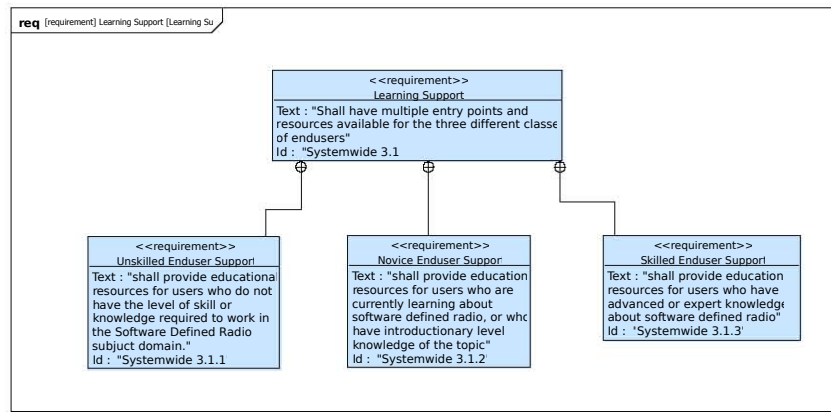 req [requirement] Learning Support [Learning Su
<<requirement>>
Learning Support
Text : "Shall have multiple entry points and
resources available for the three different classe
of endusers"
Id : "Systemwide 3.1
<<requirement>>
Unskilled Enduser Support
Text : "shall provide educational
resources for users who do not
have the level of skill or
knowledge required to work in
the Software Defined Radio
subjuct domain."
Id : "Systemwide 3.1.1"
<<requirement>>
Novice Enduser Support
Text : "shall provide education
resources for users who are
currently learning about
software defined radio, or who
have introductionary level
knowledge of the topic"
Id : "Systemwide 3.1.2"
<<requirement>>
Skilled Enduser Support
Text : "shall provide education
resources for users who have
advanced or expert knowledge
about software defined radio"
Id : "Systemwide 3.1.3"